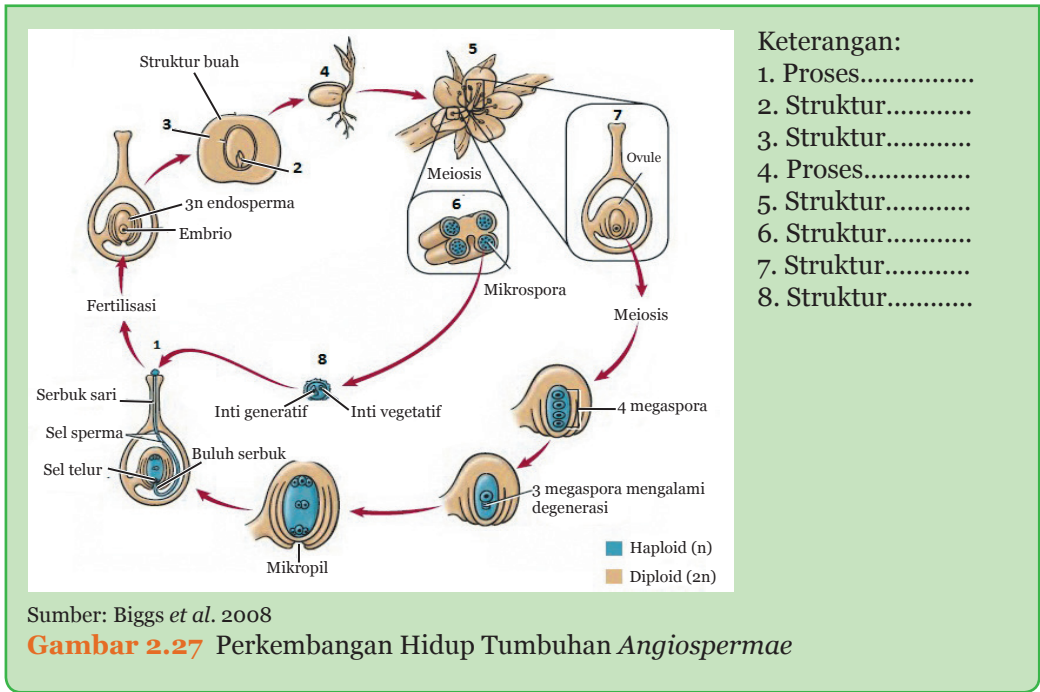 Struktur buah
4
5
3
2
7
Ovule
Meiosis
6
3n endosperma
Embrio
Mikrospora
Fertilisasi
Meiosis
1
8
Serbuk sari
Inti generatif
Inti vegetatif
4 megaspora
Sel sperma
Sel telur
Buluh serbuk
3 megaspora mengalami
degenerasi
Mikropil
Haploid (n)
Diploid (2n)
Keterangan:
1. Proses...............
2. Struktur............
3. Struktur............
4. Proses...............
5. Struktur............
6. Struktur............
7. Struktur............
8. Struktur............
Sumber: Biggs et al. 2008
Gambar 2.27 Perkembangan Hidup Tumbuhan Angiospermae